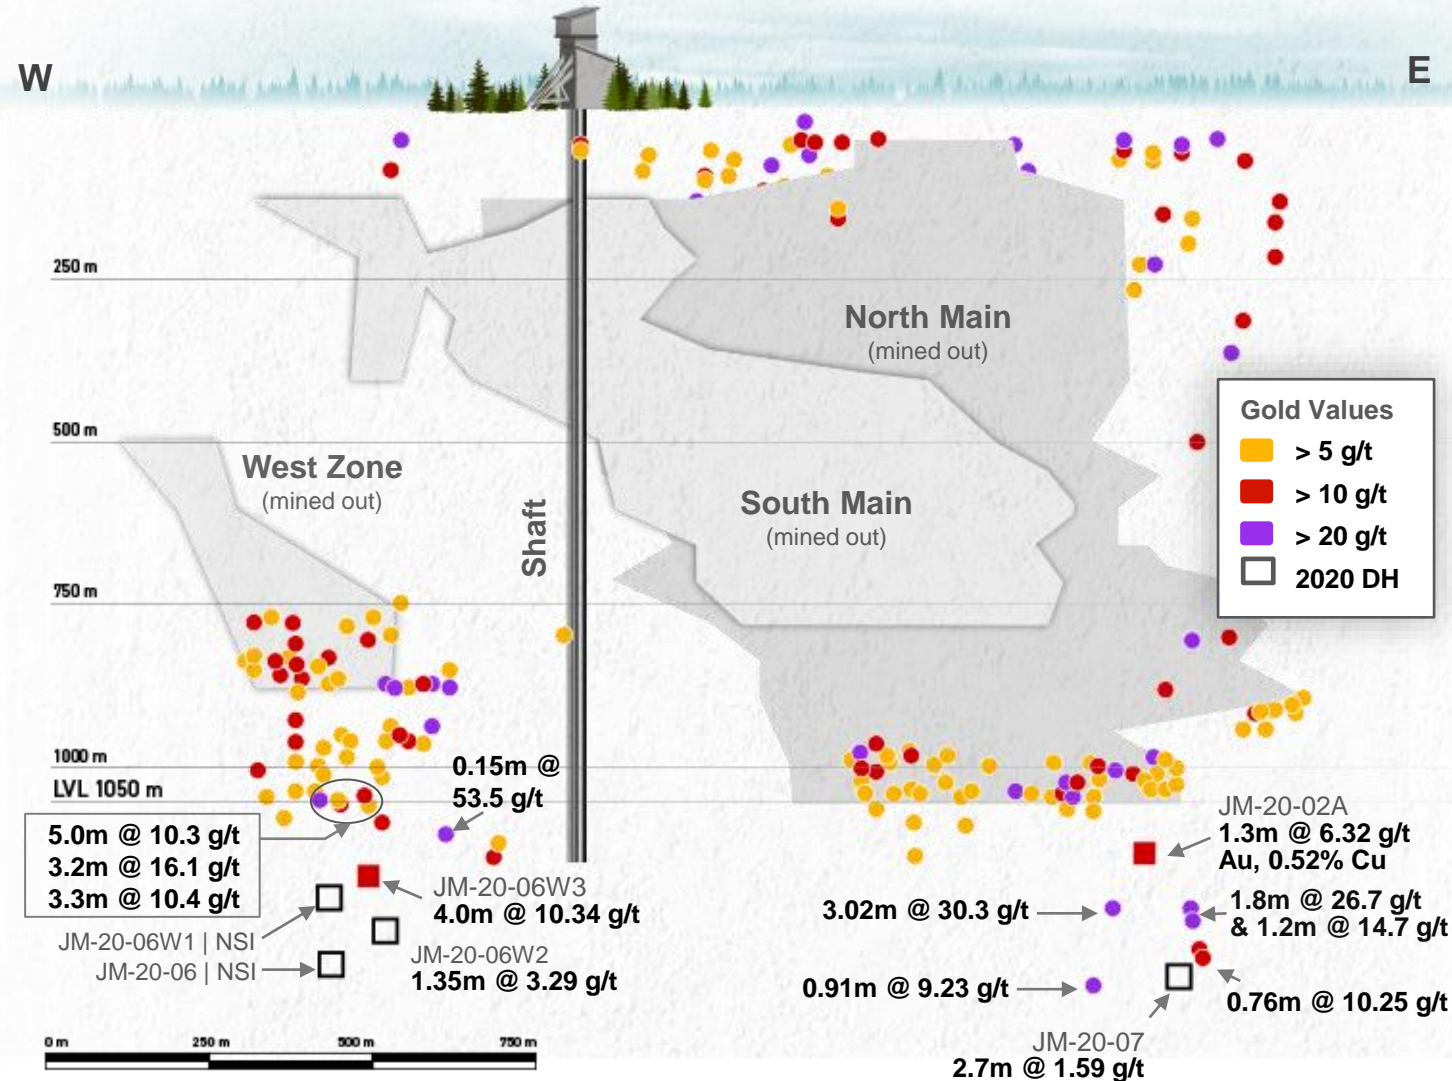 W
E
250 m
North Main
(mined out)
Gold Values
> 5 g/t
> 10 g/t
> 20 g/t
2020 DH
500 m
West Zone
(mined out)
Shaft
South Main
(mined out)
750 m
1000 m
LVL 1050 m
0.15m @
53.5 g/t
5.0m @ 10.3 g/t
3.2m @ 16.1 g/t
3.3m @ 10.4 g/t
JM-20-02A
1.3m @ 6.32 g/t
Au, 0.52% Cu
JM-20-06W3
4.0m @ 10.34 g/t
3.02m @ 30.3 g/t
1.8m @ 26.7 g/t
& 1.2m @ 14.7 g/t
JM-20-06W1 | NSI
JM-20-06 | NSI
JM-20-06W2
1.35m @ 3.29 g/t
0.91m @ 9.23 g/t
0.76m @ 10.25 g/t
JM-20-07
2.7m @ 1.59 g/t
0 m
250 m
500 m
750 m